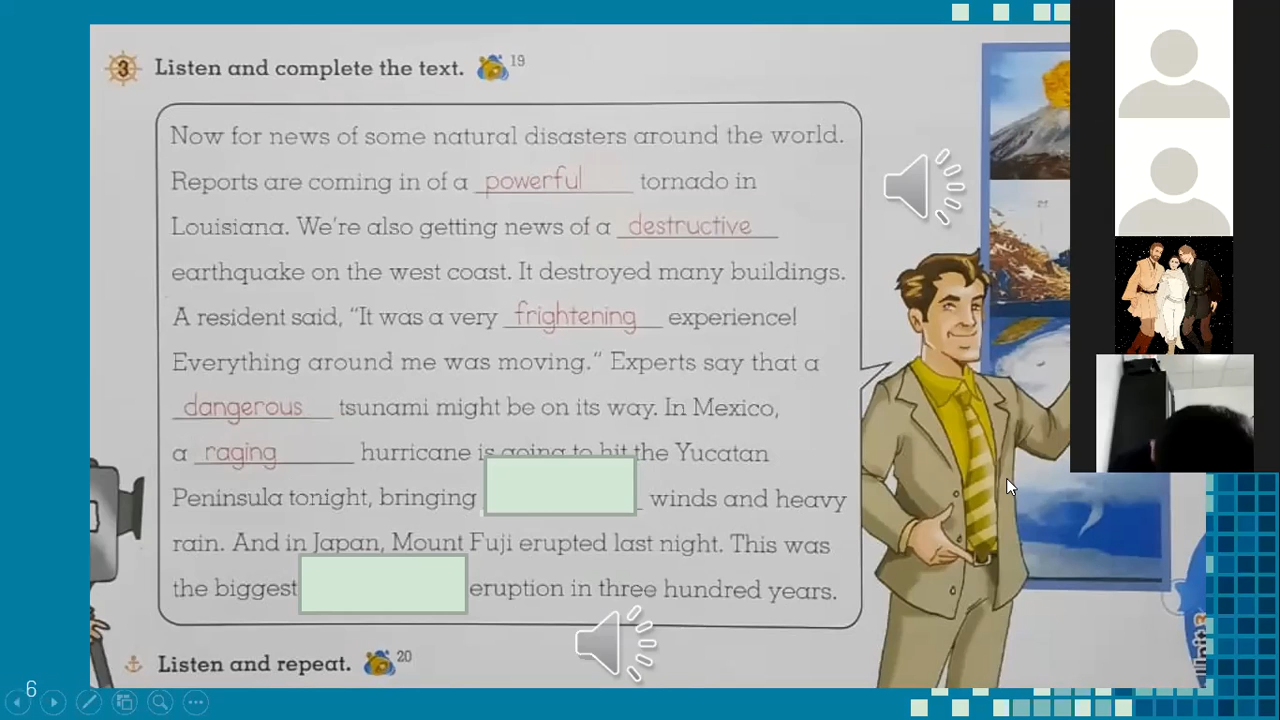 3 Listen and complete the text. 19
Now for news of some natural disasters around the world.
Reports are coming in of a powerful tornado in
Louisiana. We're also getting news of a destructive
earthquake on the west coast. It destroyed many buildings.
A resident said, "It was a very frightening experience!
Everything around me was moving." Experts say that a
dangerous tsunami might be on its way. In Mexico,
a raging hurricane is going to hit the Yucatan
Peninsula tonight, bringing winds and heavy
rain. And in Japan, Mount Fuji erupted last night. This was
the biggest eruption in three hundred years.
Listen and repeat. 20
Unit 3
6